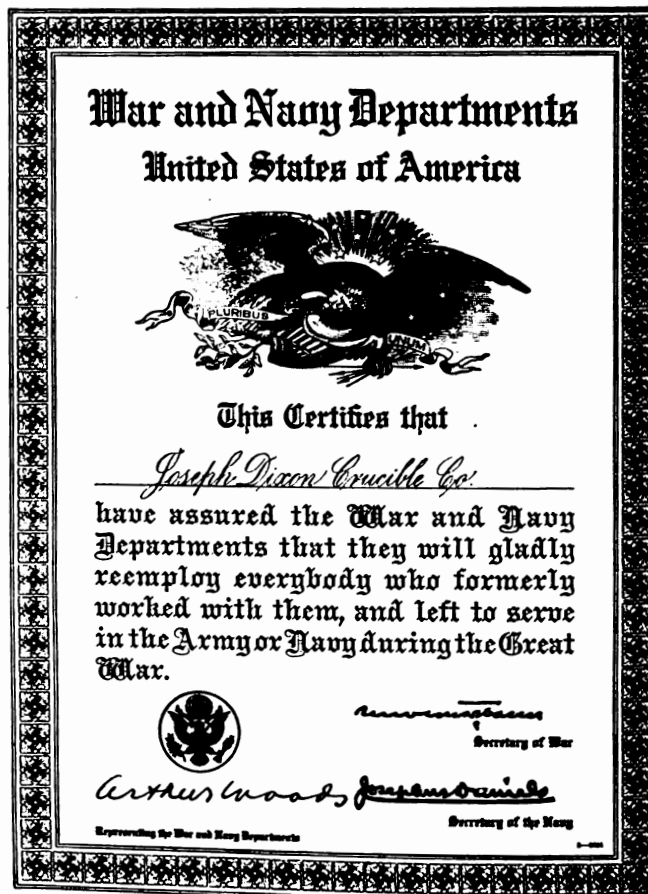 War and Navy Departments
United States of America
PLURIBUS
UNUM
This Certifies that
Joseph Dixon Crucible Co.
have assured the War and Navy
Departments that they will gladly
reemploy everybody who formerly
worked with them, and left to serve
in the Army or Navy during the Great
War.
Secretary of War
Arthur Woods Josephus Daniels
Representing the War and Navy Departments
Secretary of the Navy